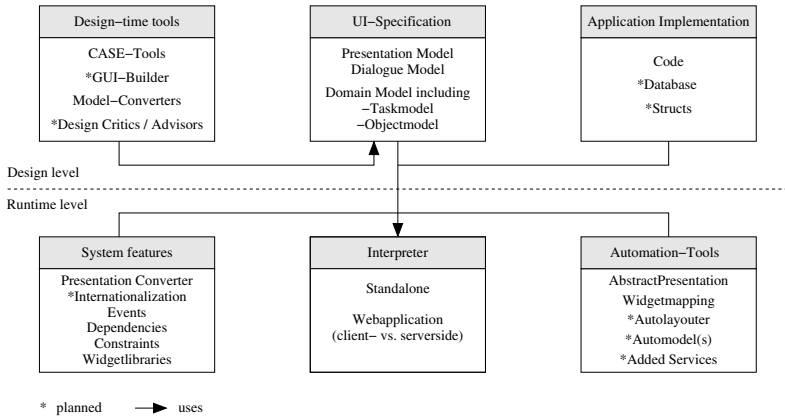 Design−time tools
CASE−Tools
*GUI−Builder
Model−Converters
*Design Critics / Advisors
UI−Specification
Presentation Model
Dialogue Model
Domain Model including
−Taskmodel
−Objectmodel
Application Implementation
Code
*Database
*Structs
Design level
Runtime level
System features
Presentation Converter
*Internationalization
Events
Dependencies
Constraints
Widgetlibraries
Interpreter
Standalone
Webapplication
(client− vs. serverside)
Automation−Tools
AbstractPresentation
Widgetmapping
*Autolayouter
*Automodel(s)
*Added Services
* planned
uses